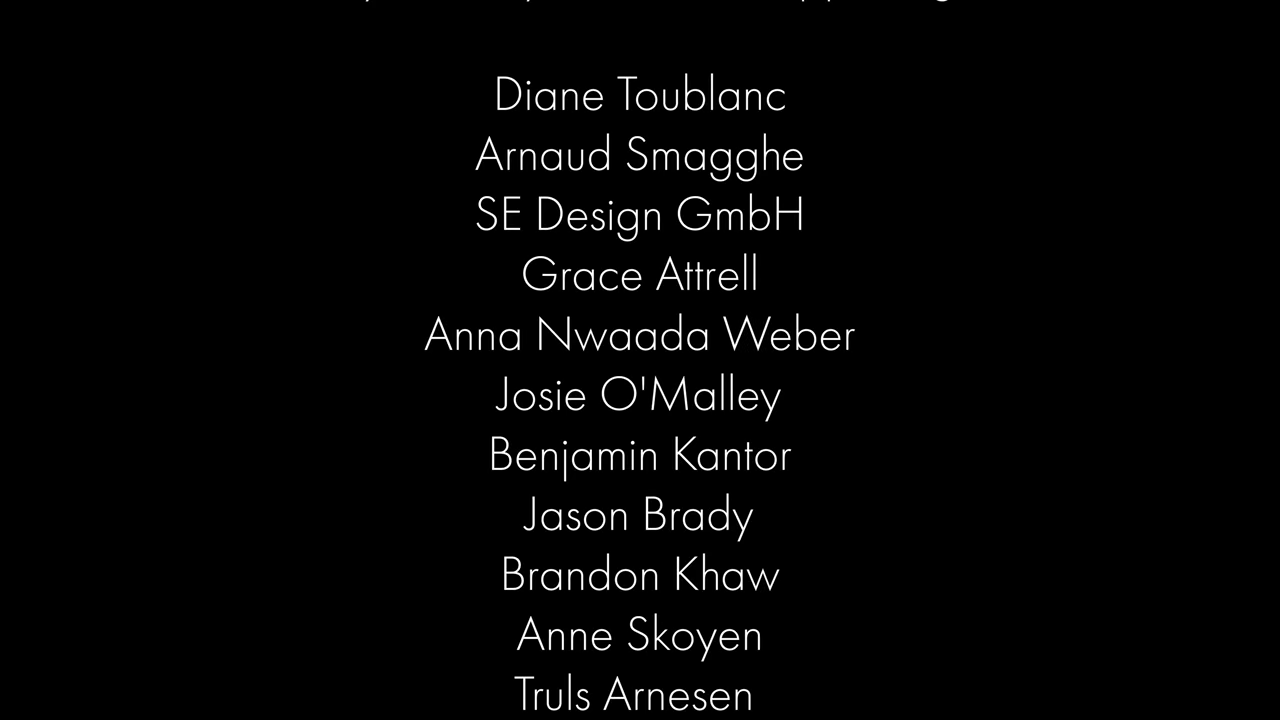 Diane Toublanc
Arnaud Smagghe
SE Design GmbH
Grace Attrell
Anna Nwaada Weber
Josie O'Malley
Benjamin Kantor
Jason Brady
Brandon Khaw
Anne Skoyen
Truls Arnesen